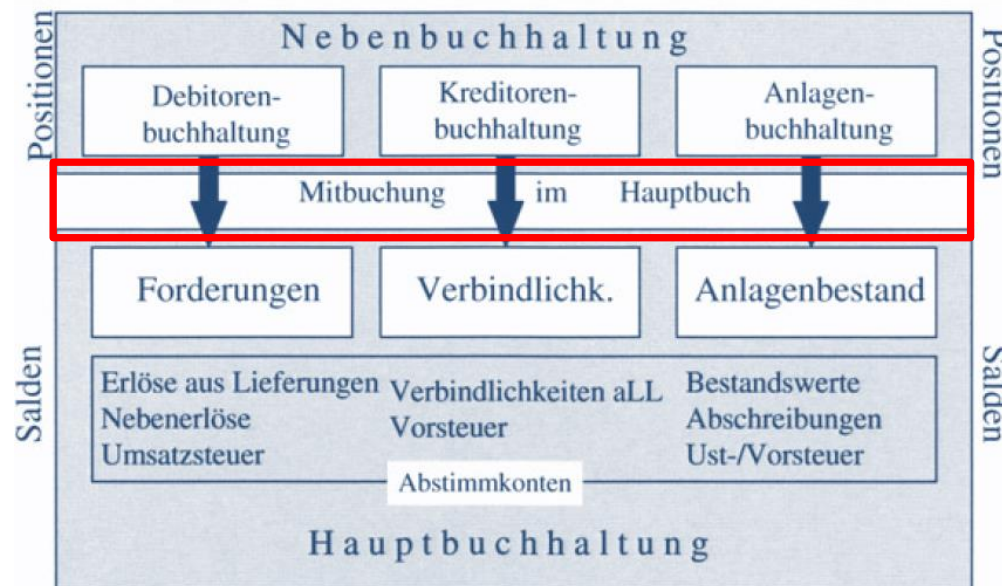 Positionen
Nebenbuchhaltung
Positionen
Debitoren-
buchhaltung
Kreditoren-
buchhaltung
Anlagen-
buchhaltung
Mitbuchung im Hauptbuch
Salden
Forderungen
Verbindlichk.
Anlagenbestand
Salden
Erlöse aus Lieferungen
Nebenerlöse
Umsatzsteuer
Verbindlichkeiten aLL
Vorsteuer
Bestandswerte
Abschreibungen
Ust-/Vorsteuer
Abstimmkonten
Hauptbuchhaltung